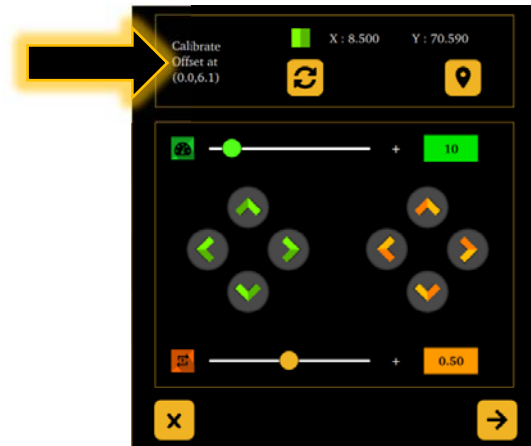 Calibrate
Offset at
(0.0,6.1)
X : 8.500 Y : 70.590
- + 10
- + 0.50
x